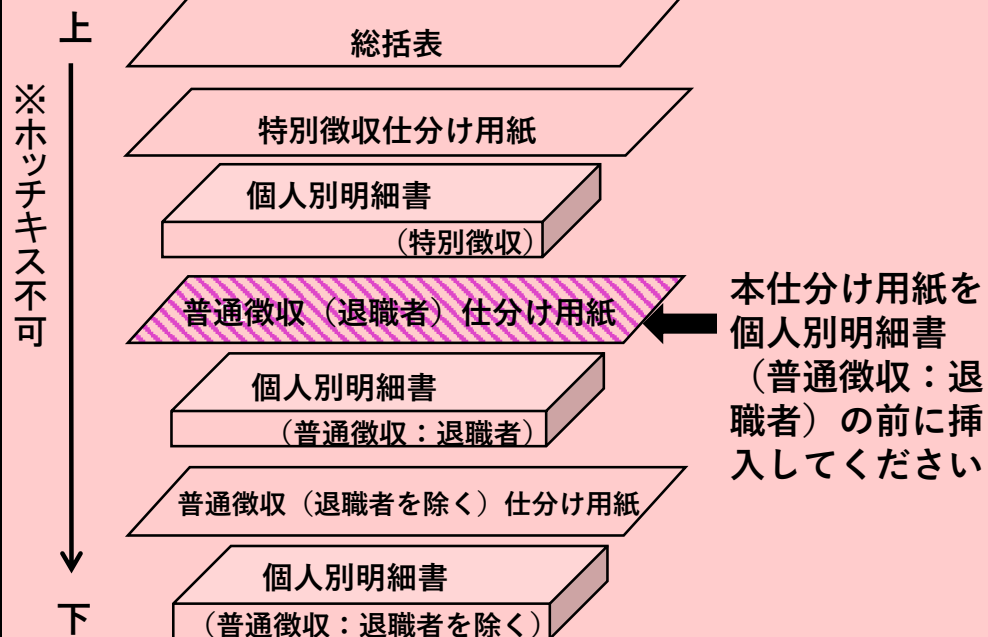 上
※ホッチキス不可
下
総括表
特別徴収仕分け用紙
個人別明細書
（特別徴収）
普通徴収（退職者）仕分け用紙
個人別明細書
（普通徴収：退職者）
普通徴収（退職者を除く）仕分け用紙
個人別明細書
（普通徴収：退職者を除く）
本仕分け用紙を
個人別明細書
（普通徴収：退
職者）の前に挿
入してください